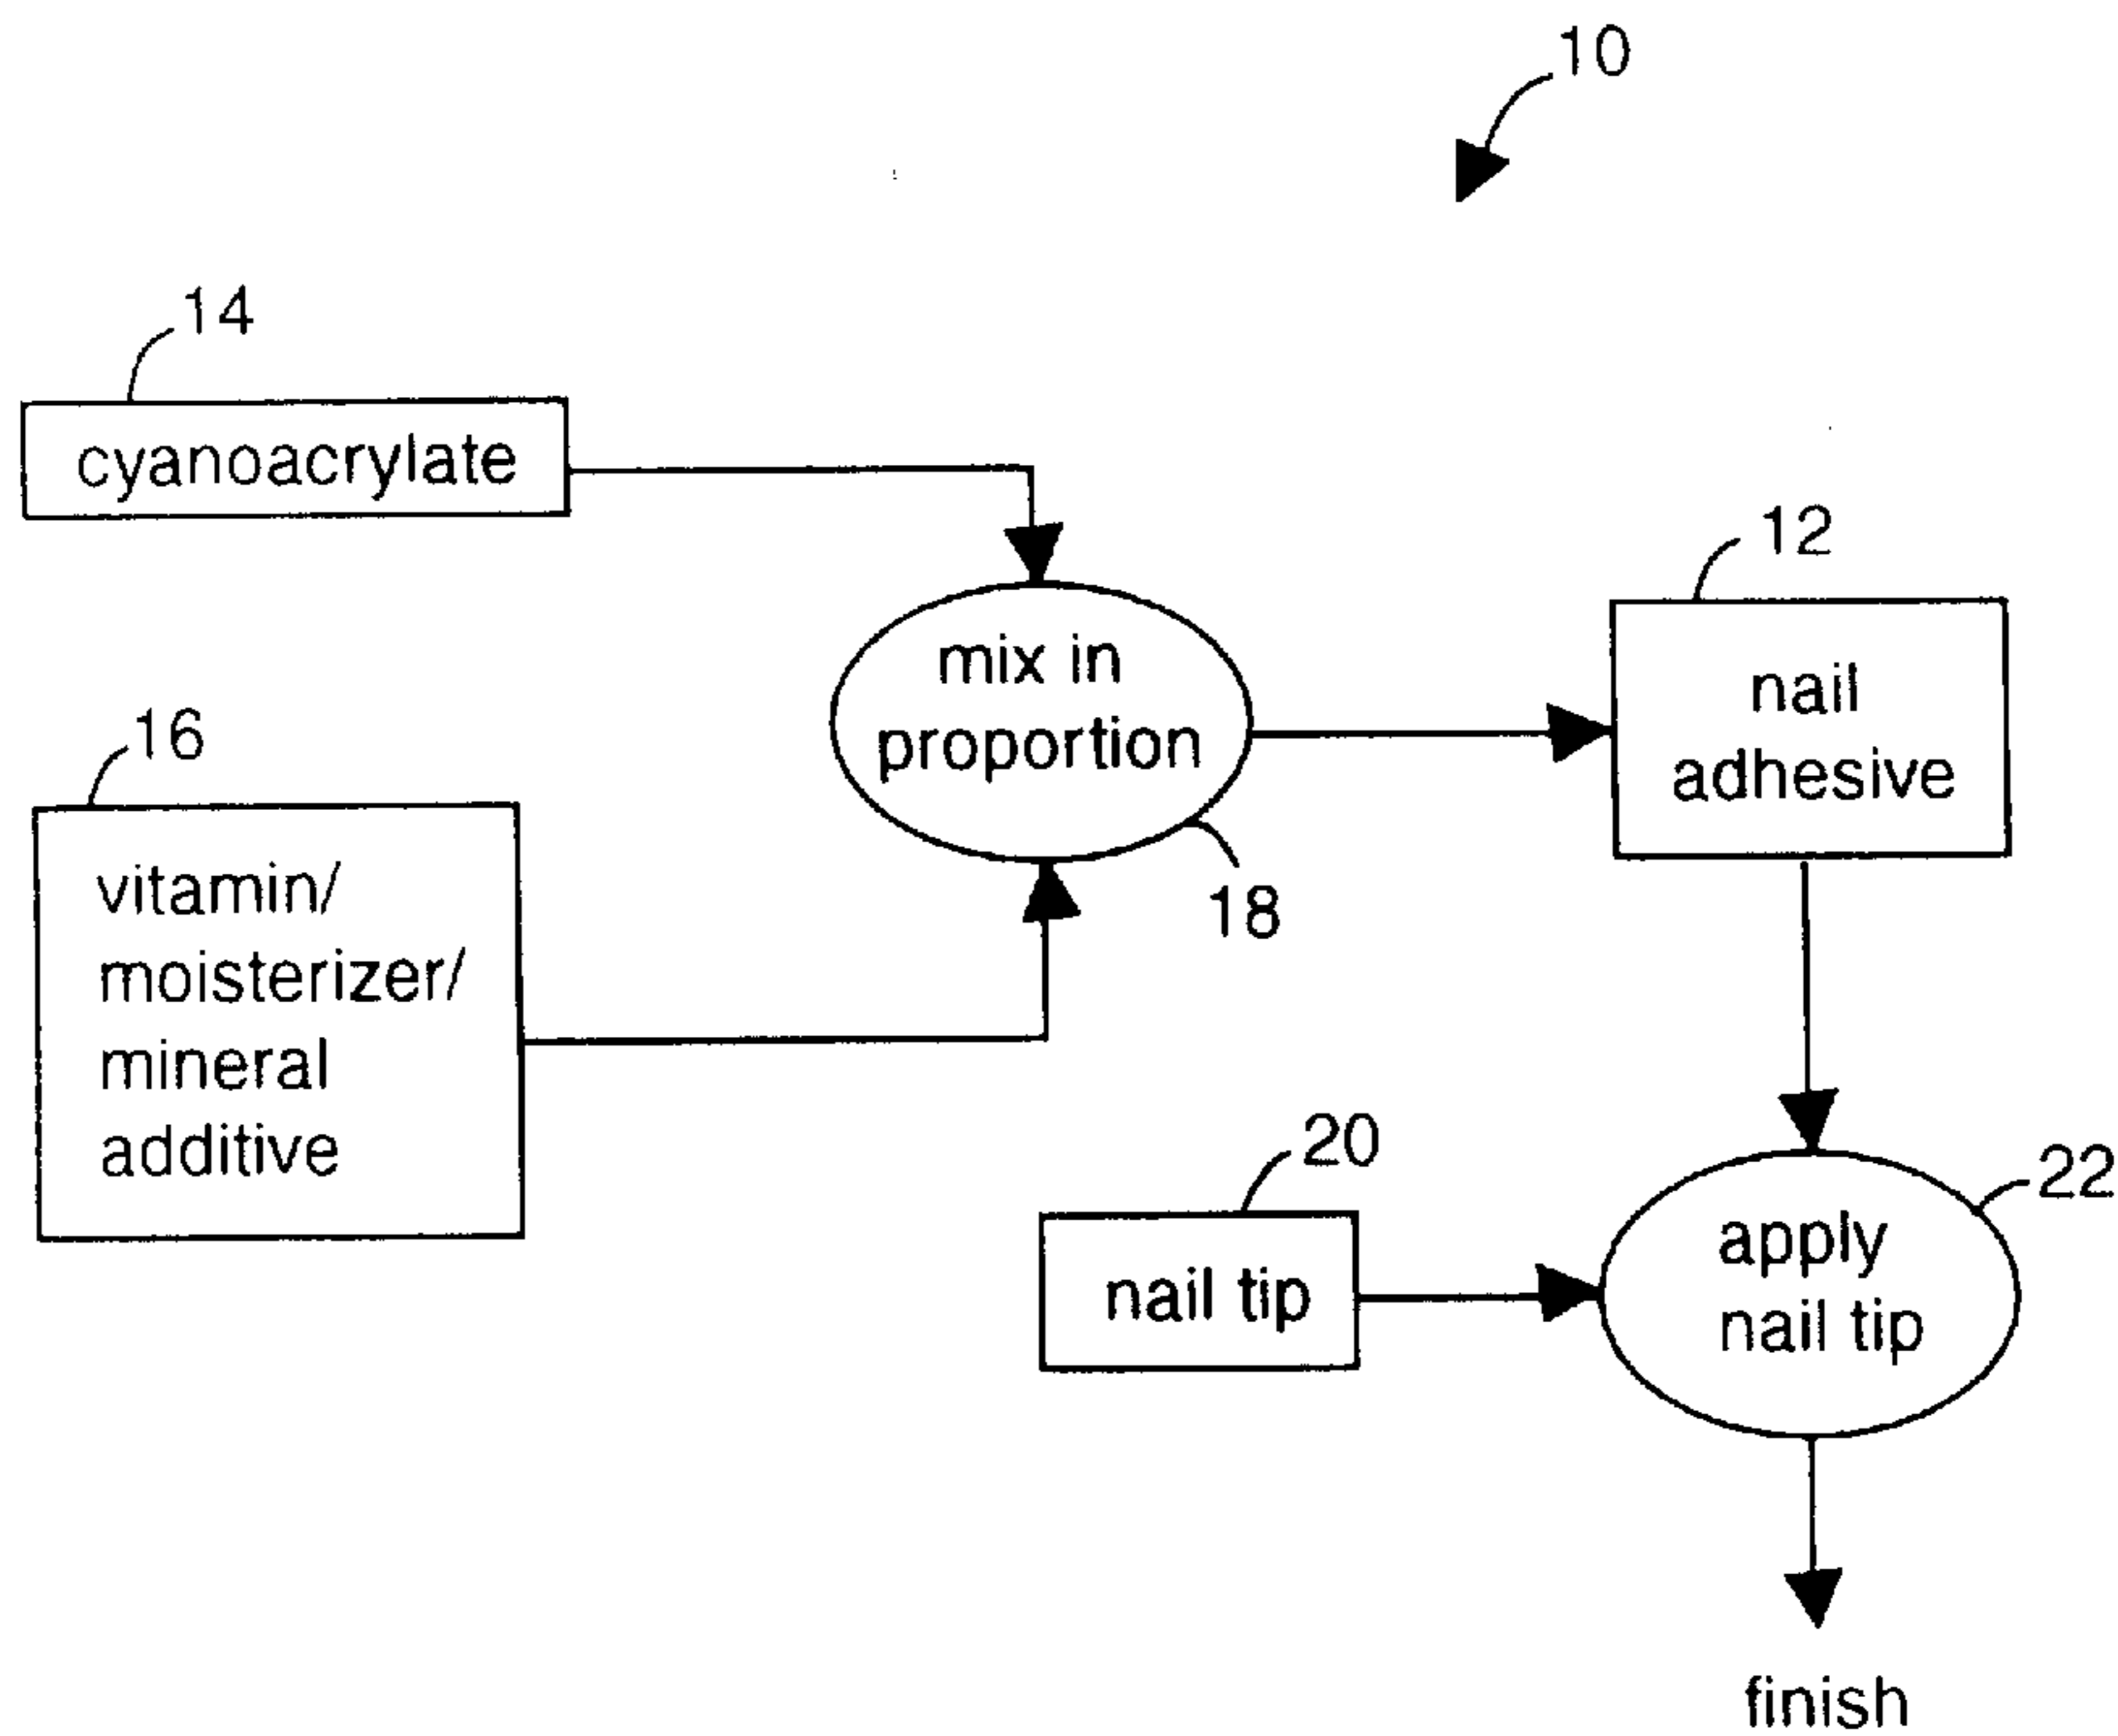 10
14
cyanoacrylate
12
mix in
proportion
nail
adhesive
16
18
vitamin/
moisterizer/
mineral
additive
20
22
nail tip
apply
nail tip
finish